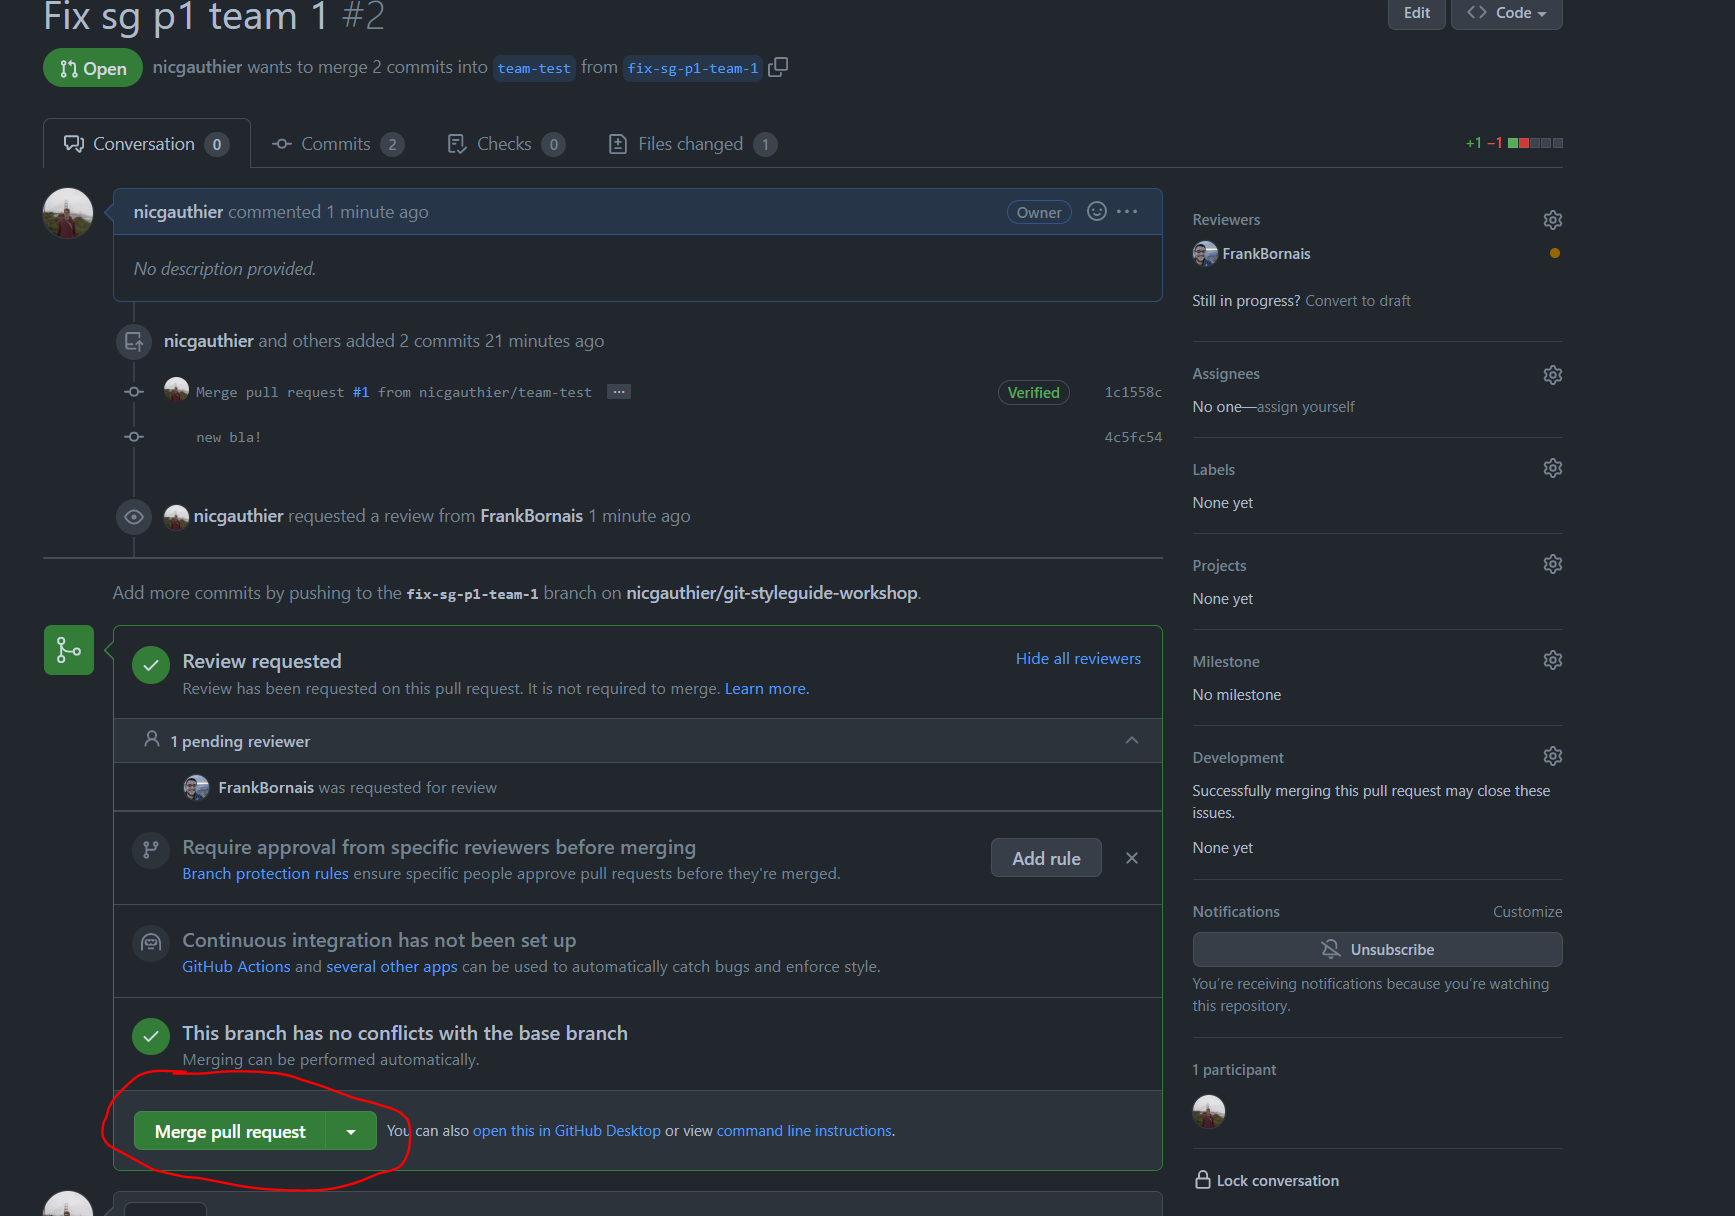 Fix sg p1 team 1 #2
Edit
Code
Open
nicgauthier wants to merge 2 commits into team-test from fix-sg-p1-team-1
Conversation 0
Commits 2
Checks 0
Files changed 1
+1 −1
nicgauthier commented 1 minute ago
Owner
No description provided.
nicgauthier and others added 2 commits 21 minutes ago
Merge pull request #1 from nicgauthier/team-test ...
Verified
1c1558c
new bla!
4c5fc54
nicgauthier requested a review from FrankBornais 1 minute ago
Add more commits by pushing to the fix-sg-p1-team-1 branch on nicgauthier/git-styleguide-workshop.
Review requested
Hide all reviewers
Review has been requested on this pull request. It is not required to merge. Learn more.
1 pending reviewer
FrankBornais was requested for review
Require approval from specific reviewers before merging
Branch protection rules ensure specific people approve pull requests before they're merged.
Add rule
Continuous integration has not been set up
GitHub Actions and several other apps can be used to automatically catch bugs and enforce style.
This branch has no conflicts with the base branch
Merging can be performed automatically.
Merge pull request
You can also open this in GitHub Desktop or view command line instructions.
Reviewers
FrankBornais
Still in progress? Convert to draft
Assignees
No one—assign yourself
Labels
None yet
Projects
None yet
Milestone
No milestone
Development
Successfully merging this pull request may close these
issues.
None yet
Notifications
Customize
Unsubscribe
You're receiving notifications because you're watching
this repository.
1 participant
Lock conversation